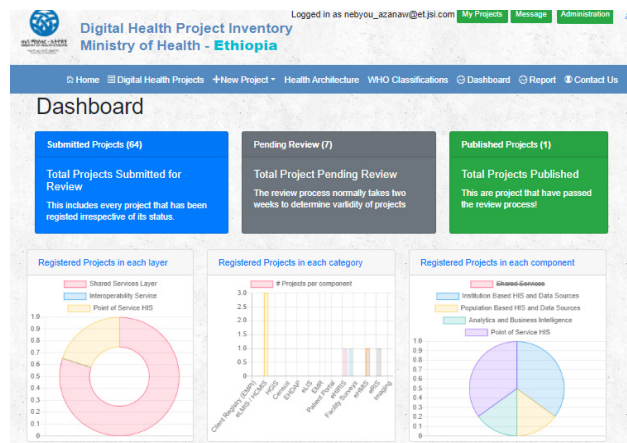 Logged in as nebyou_azanaw@et.jsi.com My Projects Message Administration
Digital Health Project Inventory
Ministry of Health - Ethiopia
Home Digital Health Projects +New Project Health Architecture WHO Classifications Dashboard Report Contact Us
Dashboard
Submitted Projects (64)
Total Projects Submitted for
Review
This includes every project that has been
registed irrespective of its status.
Pending Review (7)
Total Project Pending Review
The review process normally takes two
weeks to determine varlidity of projects
Published Projects (1)
Total Projects Published
This are project that have passed
the review process!
Registered Projects in each layer
Shared Services Layer
Interoperability Service
Point of Service HIS
1.0
0.9
0.8
0.7
0.6
0.5
0.4
0.3
0.2
0.1
Registered Projects in each category
# Projects per component
3.0
2.5
2.0
1.5
1.0
0.5
0
Client Registry (EMPI)
eLMIS / HCMIS
HGIS
Census
EHDAP
eLIS
EMR
Patient Portal
eHRIS
Facility Surveys
eHMIS
eRIS
Imaging
Registered Projects in each component
Shared Services
Institution Based HIS and Data Sources
Population Based HIS and Data Sources
Analytics and Business Intelligence
Point of Service HIS
1.0
0.9
0.8
0.7
0.6
0.5
0.4
0.3
0.2
0.1
0